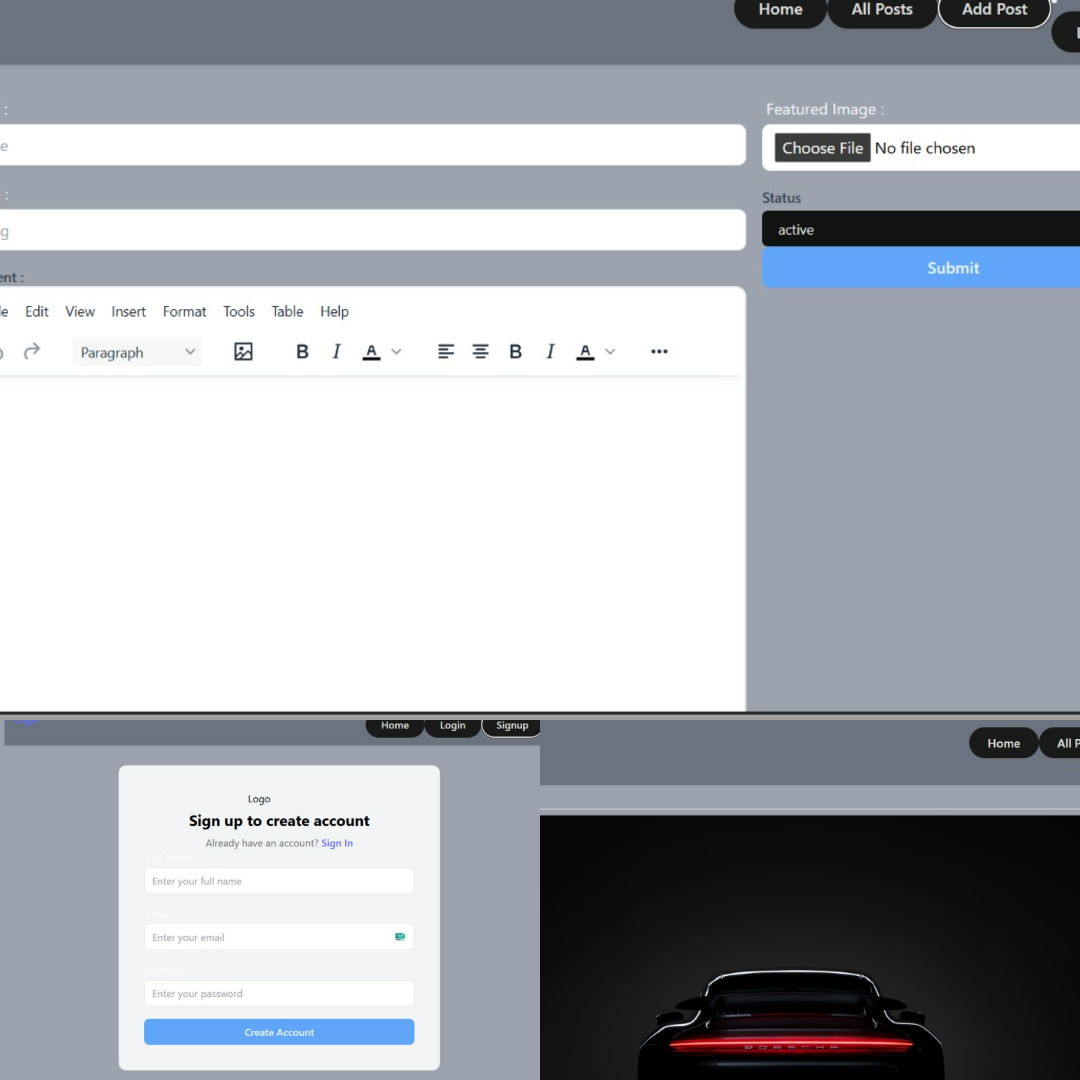 Home All Posts Add Post
: Featured Image :
e Choose File No file chosen
: Status
g active
ent : Submit
le Edit View Insert Format Tools Table Help
Paragraph B I A B I A
Home Login Signup
Logo
Sign up to create account
Already have an account? Sign In
Full Name
Enter your full name
Enter your email
Enter your password
Create Account
Home All P
PORSCHE